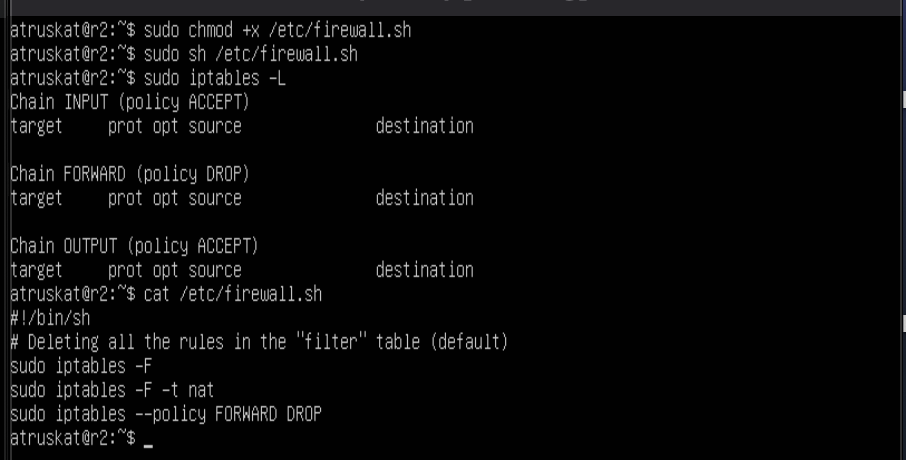 atruskat@r2:~$ sudo chmod +x /etc/firewall.sh
atruskat@r2:~$ sudo sh /etc/firewall.sh
atruskat@r2:~$ sudo iptables -L
Chain INPUT (policy ACCEPT)
target     prot opt source               destination

Chain FORWARD (policy DROP)
target     prot opt source               destination

Chain OUTPUT (policy ACCEPT)
target     prot opt source               destination
atruskat@r2:~$ cat /etc/firewall.sh
#!/bin/sh
# Deleting all the rules in the "filter" table (default)
sudo iptables -F
sudo iptables -F -t nat
sudo iptables --policy FORWARD DROP
atruskat@r2:~$ _